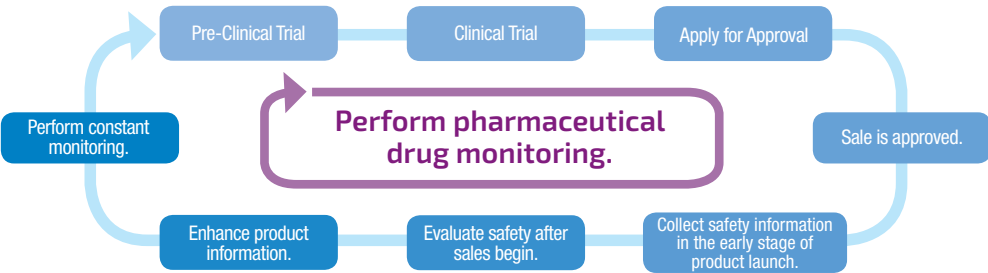 Pre-Clinical Trial
Clinical Trial
Apply for Approval
Perform pharmaceutical
drug monitoring.
Sale is approved.
Collect safety information
in the early stage of
product launch.
Evaluate safety after
sales begin.
Enhance product
information.
Perform constant
monitoring.